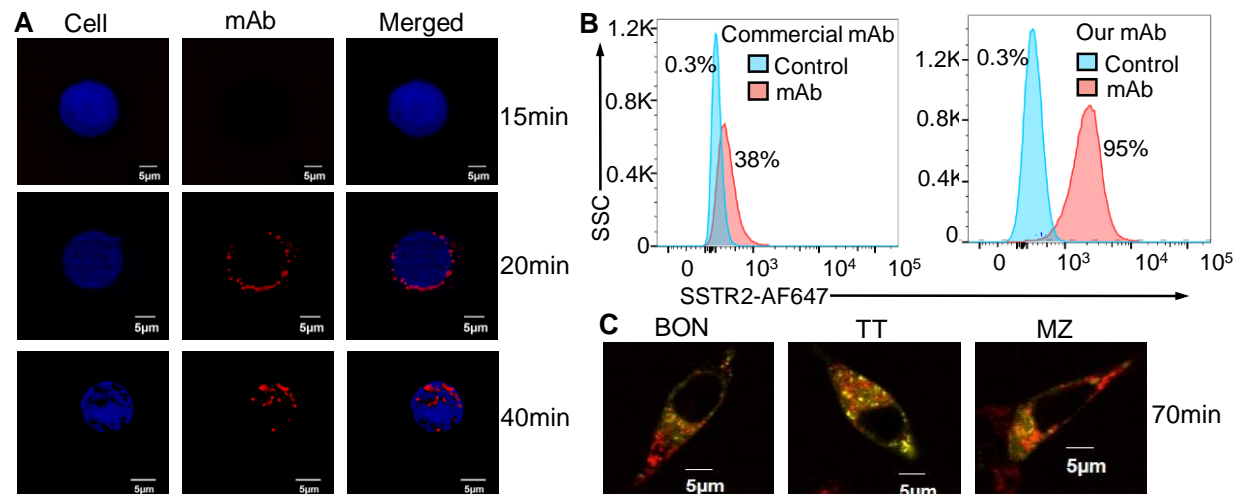 A
Cell
mAb
Merged
15min
5µm
5µm
5µm
20min
5µm
5µm
5µm
40min
5µm
5µm
5µm
B
1.2K
0.8K
0.4K
0
SSC
0.3%
38%
Commercial mAb
Control
mAb
0
10³
10⁴
10⁵
1.2K
0.8K
0.4K
0
0.3%
95%
Our mAb
Control
mAb
0
10³
10⁴
10⁵
SSTR2-AF647
C
BON
TT
MZ
70min
5µm
5µm
5µm